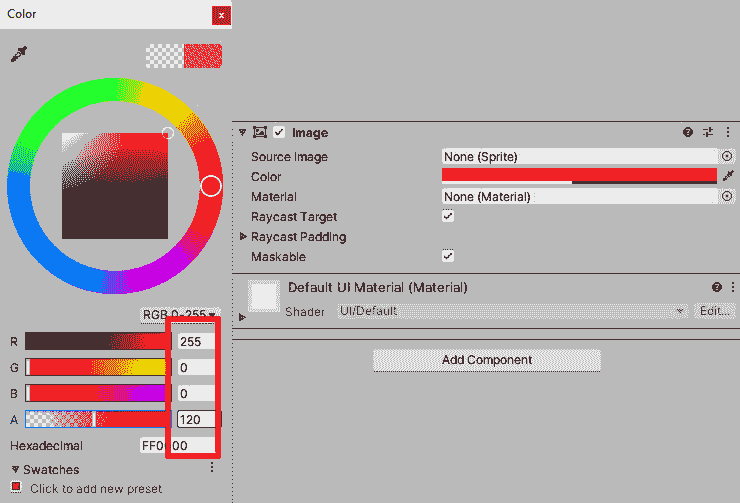 Color
x
RGB 0-255
R 255
G 0
B 0
A 120
Hexadecimal FF0000
Swatches
Click to add new preset
Image
Source Image None (Sprite)
Color
Material None (Material)
Raycast Target
Raycast Padding
Maskable
Default UI Material (Material)
Shader UI/Default Edit...
Add Component